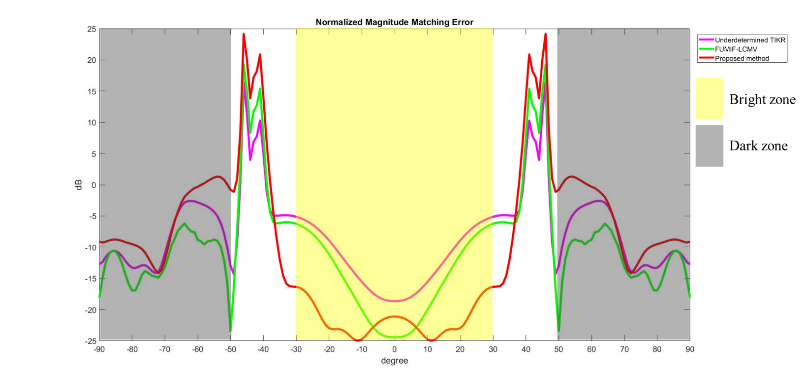 Normalized Magnitude Matching Error
25
20
15
10
5
0
-5
-10
-15
-20
-25
dB
-90 -80 -70 -60 -50 -40 -30 -20 -10 0 10 20 30 40 50 60 70 80 90
degree
Underdetermined TIKR
FUVIF-LCMV
Proposed method
Bright zone
Dark zone